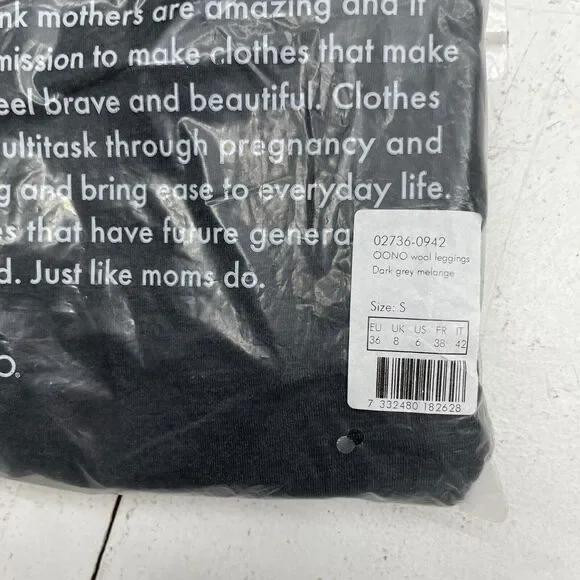 nk mothers are amazing and it
mission to make clothes that make
eel brave and beautiful. Clothes
ultitask through pregnancy and
g and bring ease to everyday life.
es that have future genera
d. Just like moms do.
O®
02736-0942
OONO wool leggings
Dark grey melange
Size: S
EU UK US FR IT
36 8 6 38 42
7 332480 182628